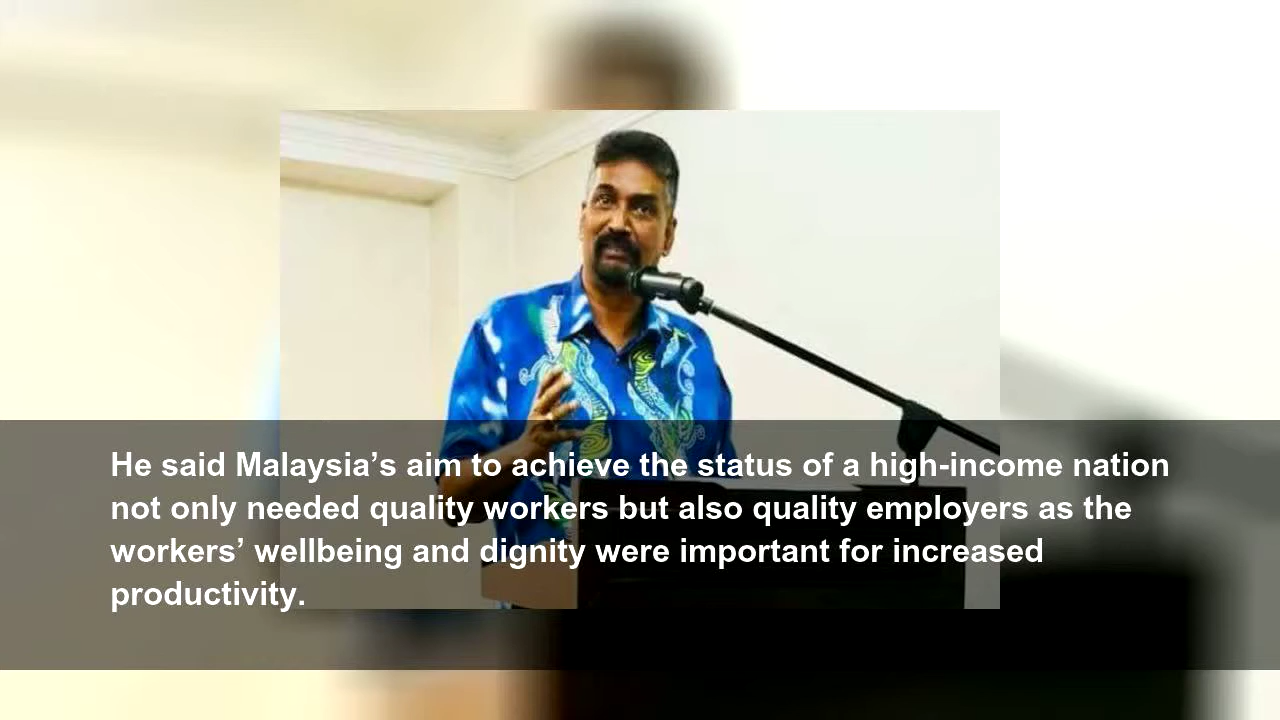 He said Malaysia’s aim to achieve the status of a high-income nation
not only needed quality workers but also quality employers as the
workers’ wellbeing and dignity were important for increased
productivity.